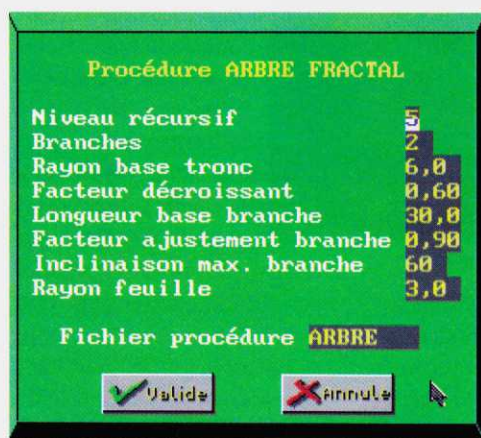 Procédure ARBRE FRACTAL
Niveau récursif 5
Branches 2
Rayon base tronc 6,0
Facteur décroissant 0,60
Longueur base branche 30,0
Facteur ajustement branche 0,90
Inclinaison max. branche 60
Rayon feuille 3,0
Fichier procédure ARBRE
Valide Annule